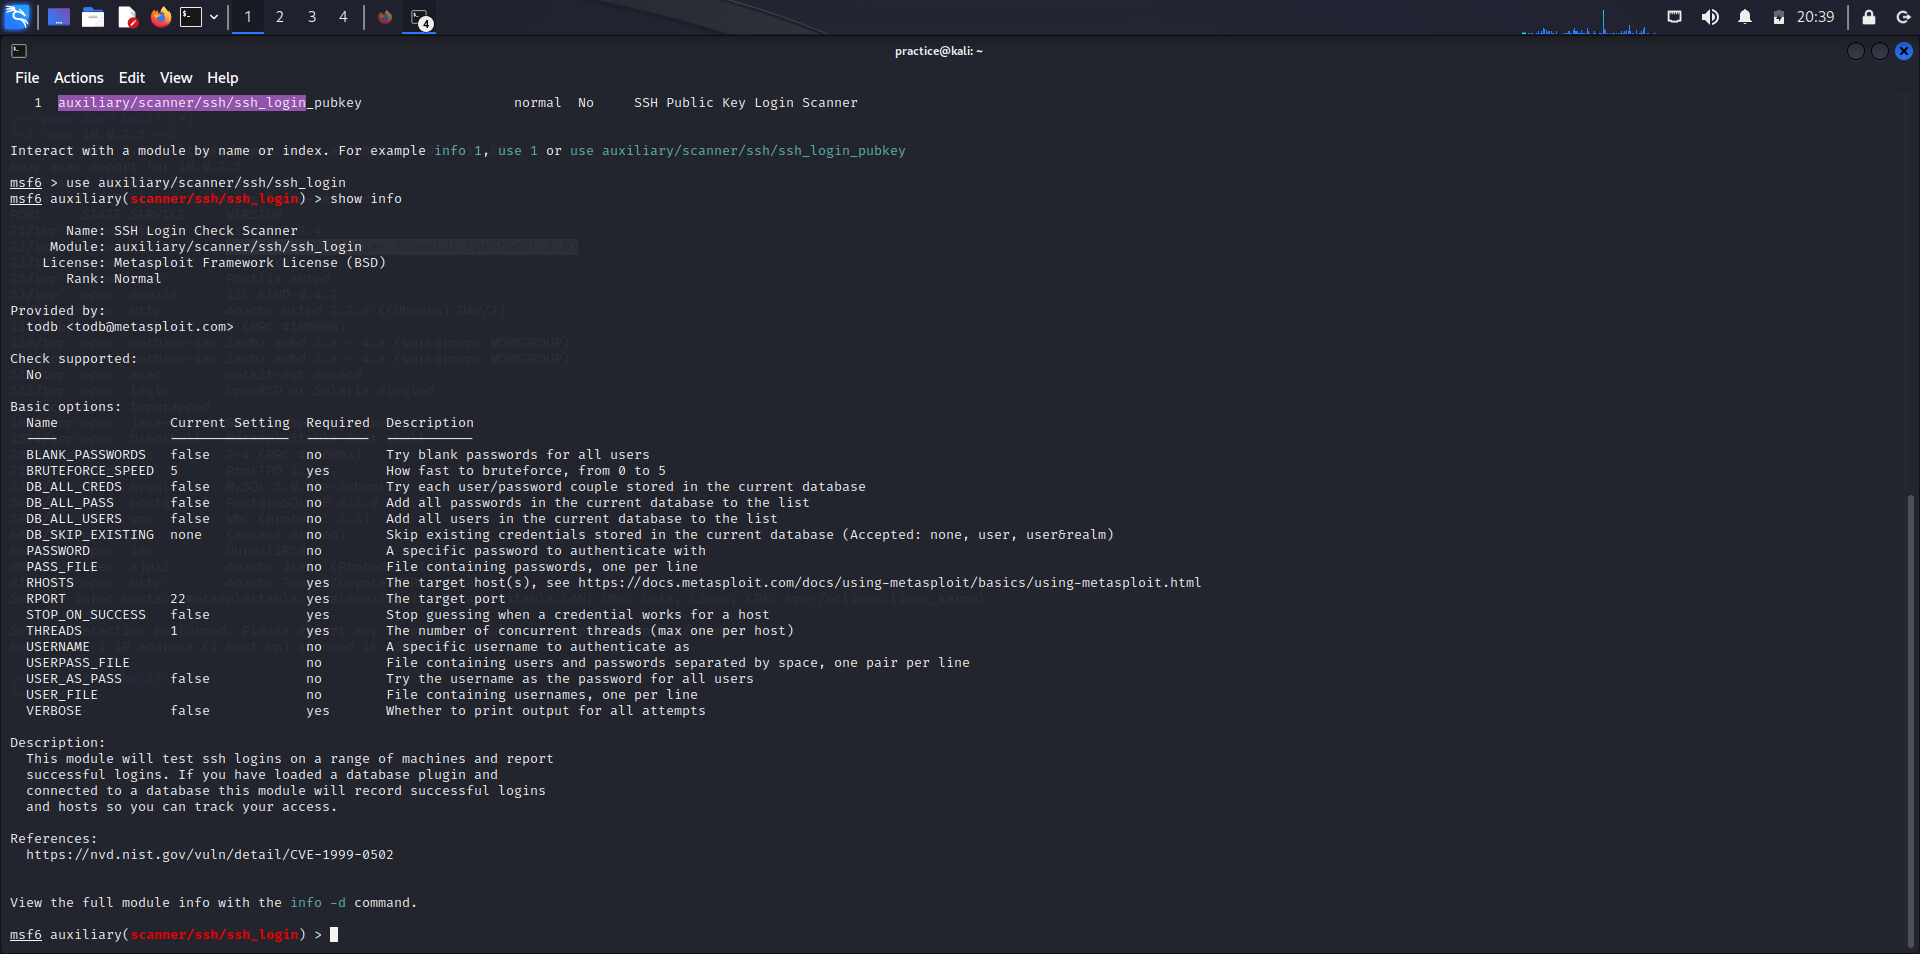 1 2 3 4 4 20:39
practice@kali: ~
File Actions Edit View Help
1 auxiliary/scanner/ssh/ssh_login_pubkey normal No SSH Public Key Login Scanner
Interact with a module by name or index. For example info 1, use 1 or use auxiliary/scanner/ssh/ssh_login_pubkey
msf6 > use auxiliary/scanner/ssh/ssh_login
msf6 auxiliary(scanner/ssh/ssh_login) > show info
Name: SSH Login Check Scanner
Module: auxiliary/scanner/ssh/ssh_login
License: Metasploit Framework License (BSD)
Rank: Normal
Provided by:
todb <todb@metasploit.com>
Check supported:
No
Basic options:
Name Current Setting Required Description
BLANK_PASSWORDS false no Try blank passwords for all users
BRUTEFORCE_SPEED 5 yes How fast to bruteforce, from 0 to 5
DB_ALL_CREDS false no Try each user/password couple stored in the current database
DB_ALL_PASS false no Add all passwords in the current database to the list
DB_ALL_USERS false no Add all users in the current database to the list
DB_SKIP_EXISTING none no Skip existing credentials stored in the current database (Accepted: none, user, user&realm)
PASSWORD no A specific password to authenticate with
PASS_FILE no File containing passwords, one per line
RHOSTS yes The target host(s), see https://docs.metasploit.com/docs/using-metasploit/basics/using-metasploit.html
RPORT 22 yes The target port
STOP_ON_SUCCESS false yes Stop guessing when a credential works for a host
THREADS 1 yes The number of concurrent threads (max one per host)
USERNAME no A specific username to authenticate as
USERPASS_FILE no File containing users and passwords separated by space, one pair per line
USER_AS_PASS false no Try the username as the password for all users
USER_FILE no File containing usernames, one per line
VERBOSE false yes Whether to print output for all attempts
Description:
This module will test ssh logins on a range of machines and report
successful logins. If you have loaded a database plugin and
connected to a database this module will record successful logins
and hosts so you can track your access.
References:
https://nvd.nist.gov/vuln/detail/CVE-1999-0502
View the full module info with the info -d command.
msf6 auxiliary(scanner/ssh/ssh_login) >